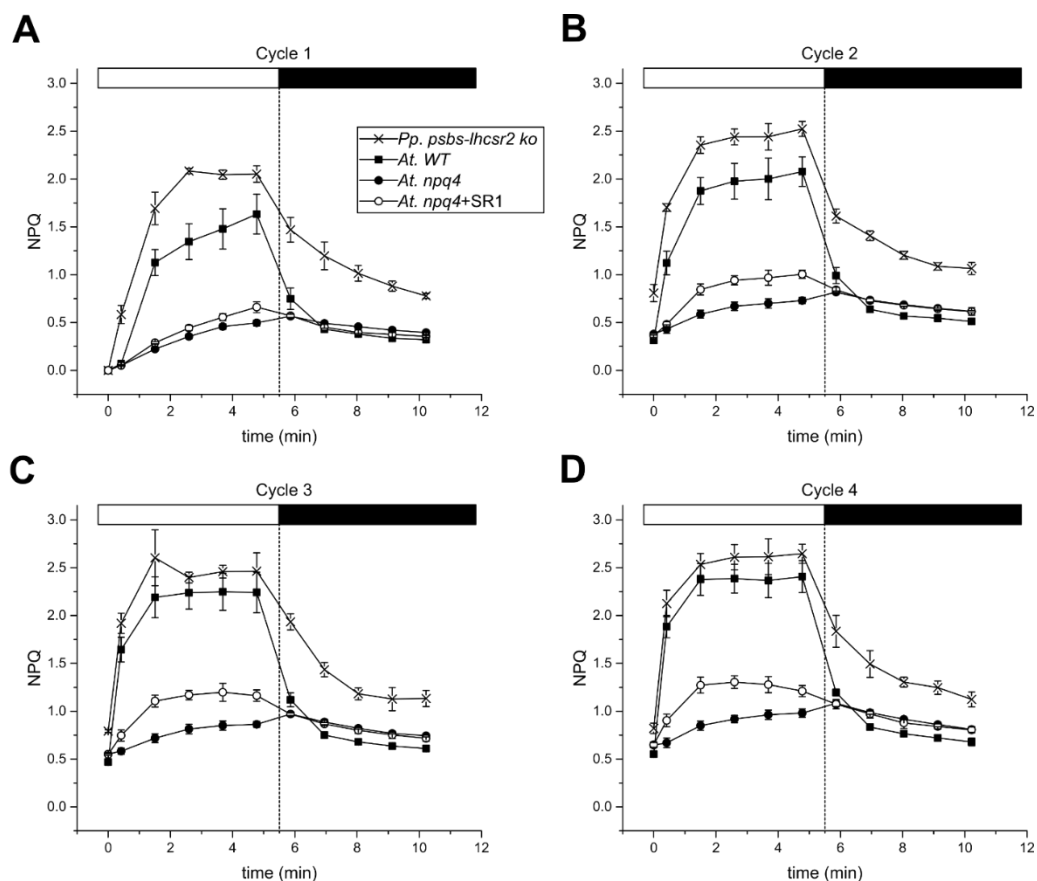 A
Cycle 1
3.0
2.5
2.0
1.5
1.0
0.5
0.0
NPQ
0 2 4 6 8 10 12
time (min)
Pp. psbs-lhcsr2 ko
At. WT
At. npq4
At. npq4+SR1
B
Cycle 2
3.0
2.5
2.0
1.5
1.0
0.5
0.0
NPQ
0 2 4 6 8 10 12
time (min)
C
Cycle 3
3.0
2.5
2.0
1.5
1.0
0.5
0.0
NPQ
0 2 4 6 8 10 12
time (min)
D
Cycle 4
3.0
2.5
2.0
1.5
1.0
0.5
0.0
NPQ
0 2 4 6 8 10 12
time (min)